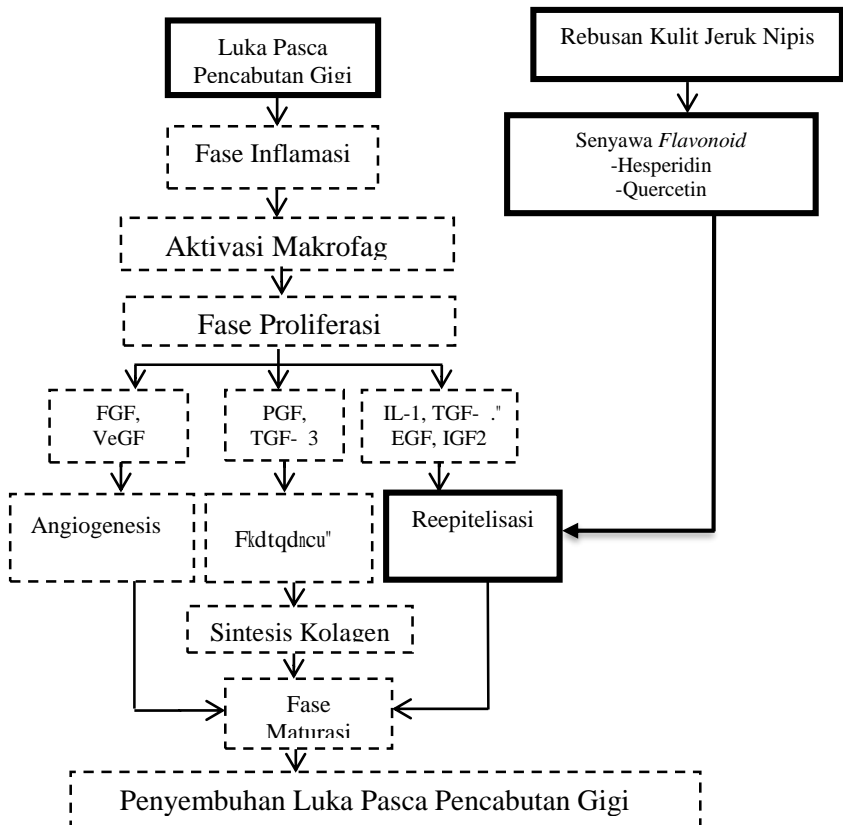 Luka Pasca
Pencabutan Gigi
Rebusan Kulit Jeruk Nipis
Senyawa Flavonoid
-Hesperidin
-Quercetin
Fase Inflamasi
Aktivasi Makrofag
Fase Proliferasi
FGF,
VeGF
PGF,
TGF- 3
IL-1, TGF- ."
EGF, IGF2
Angiogenesis
Reepitelisasi
Sintesis Kolagen
Fase
Maturasi
Penyembuhan Luka Pasca Pencabutan Gigi